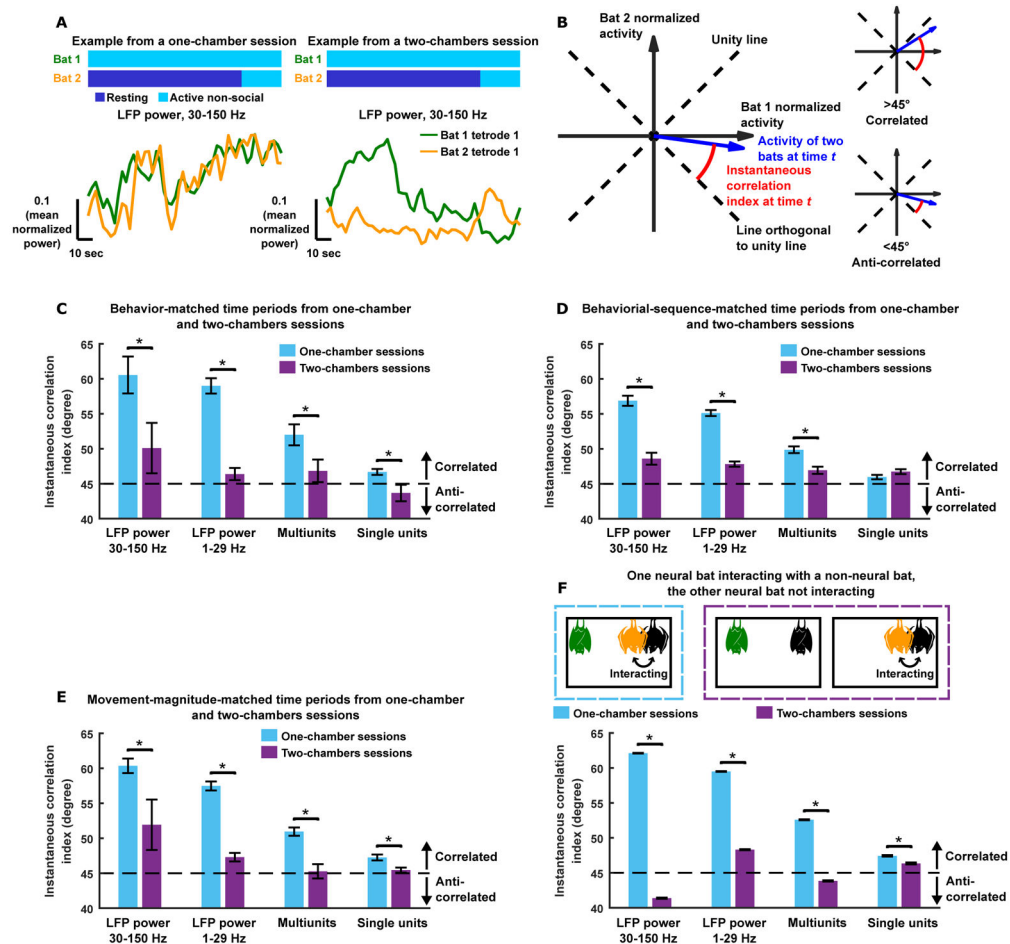 A
Example from a one-chamber session
Example from a two-chambers session
Bat 1
Bat 2
Bat 1
Bat 2
Resting
Active non-social
LFP power, 30-150 Hz
LFP power, 30-150 Hz
Bat 1 tetrode 1
Bat 2 tetrode 1
0.1
(mean
normalized
power)
10 sec
0.1
(mean
normalized
power)
10 sec
B
Bat 2 normalized
activity
Unity line
Bat 1 normalized
activity
Activity of two
bats at time t
Instantaneous
correlation
index at time t
Line orthogonal
to unity line
>45°
Correlated
<45°
Anti-correlated
C
Behavior-matched time periods from one-chamber
and two-chambers sessions
One-chamber sessions
Two-chambers sessions
Instantaneous correlation
index (degree)
65
60
55
50
45
40
*
*
*
*
Correlated
Anti-
correlated
LFP power
30-150 Hz
LFP power
1-29 Hz
Multiunits
Single units
D
Behaviorial-sequence-matched time periods from one-chamber
and two-chambers sessions
One-chamber sessions
Two-chambers sessions
Instantaneous correlation
index (degree)
65
60
55
50
45
40
*
*
*
Correlated
Anti-
correlated
LFP power
30-150 Hz
LFP power
1-29 Hz
Multiunits
Single units
E
Movement-magnitude-matched time periods from one-chamber
and two-chambers sessions
One-chamber sessions
Two-chambers sessions
Instantaneous correlation
index (degree)
65
60
55
50
45
40
*
*
*
*
Correlated
Anti-
correlated
LFP power
30-150 Hz
LFP power
1-29 Hz
Multiunits
Single units
F
One neural bat interacting with a non-neural bat,
the other neural bat not interacting
Interacting
Interacting
One-chamber sessions
Two-chambers sessions
Instantaneous correlation
index (degree)
65
60
55
50
45
40
*
*
*
*
Correlated
Anti-
correlated
LFP power
30-150 Hz
LFP power
1-29 Hz
Multiunits
Single units